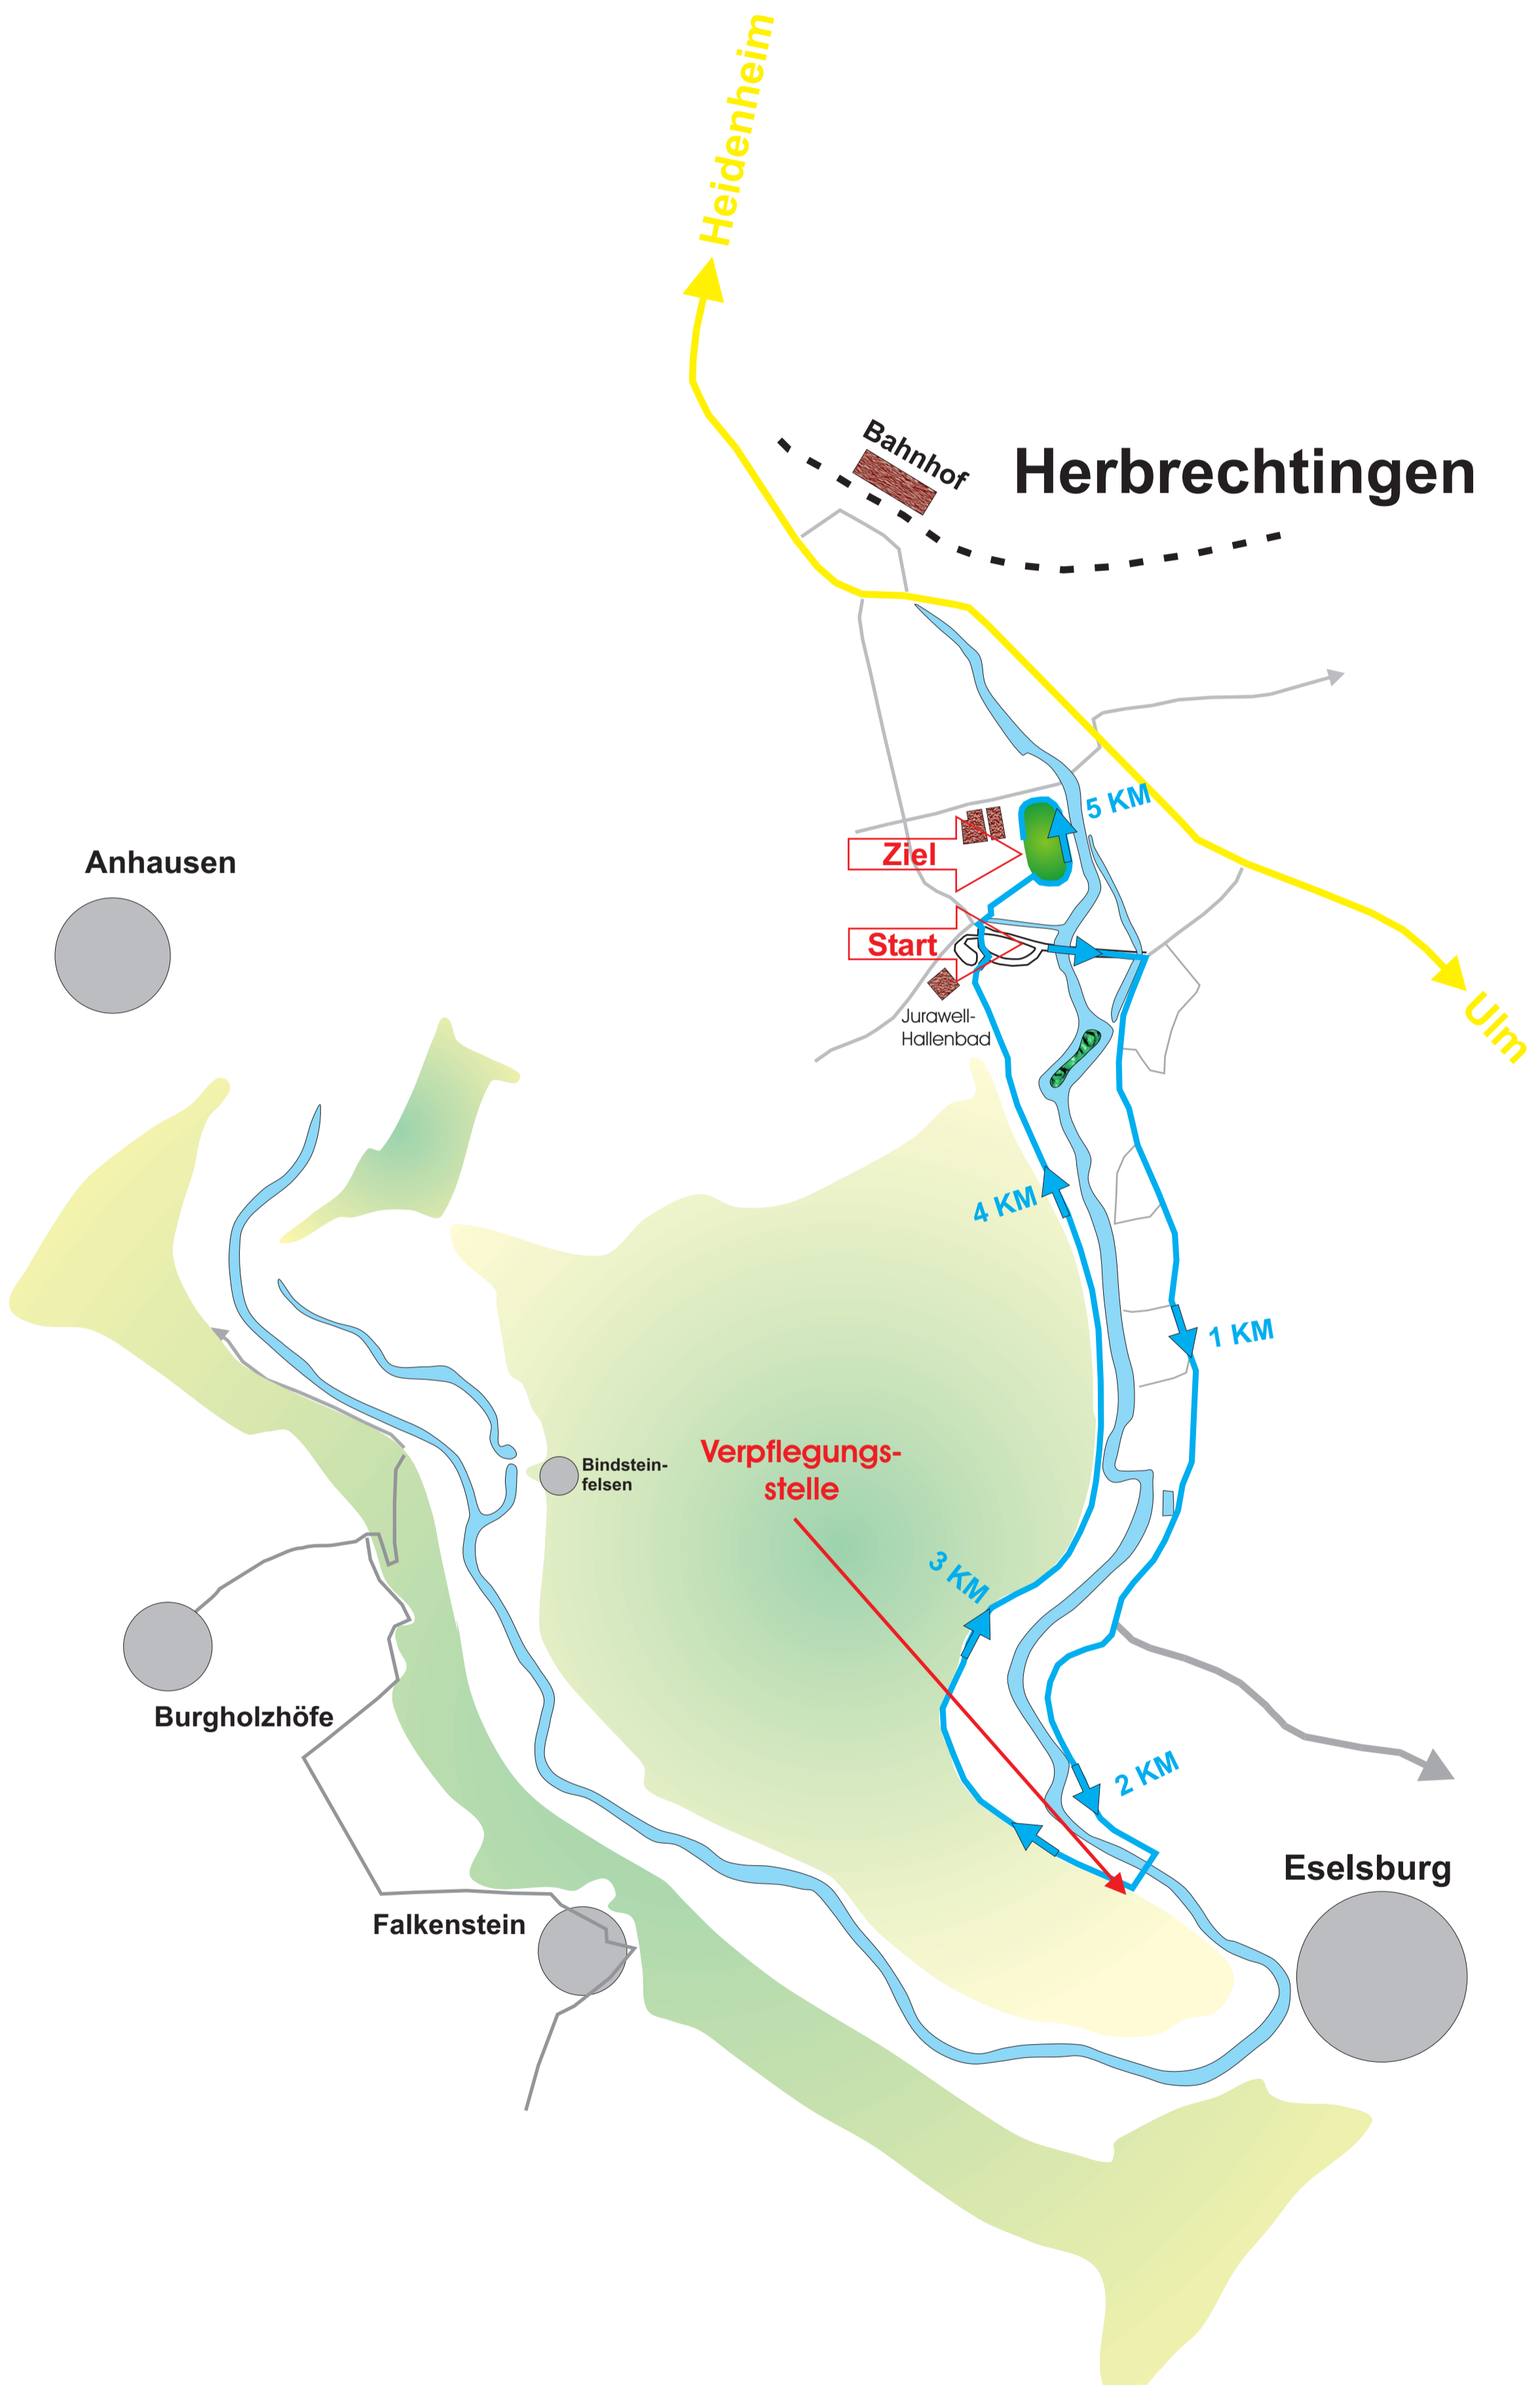 Heidenheim
Bahnhof
Herbrechtingen
5 KM
Ziel
Anhausen
Start
Jurawell-
Hallenbad
Ulm
4 KM
1 KM
Verpflegungs-
stelle
Bindstein-
felsen
3 KM
Burgholzhöfe
2 KM
Eselsburg
Falkenstein